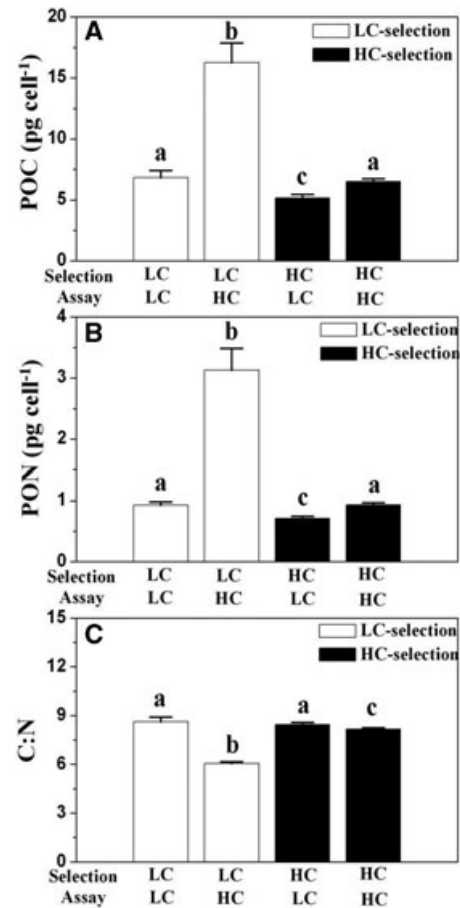 A
LC-selection
HC-selection
POC (pg cell⁻¹)
20
15
10
5
0
a
b
c
a
Selection LC LC HC HC
Assay LC HC LC HC
B
LC-selection
HC-selection
PON (pg cell⁻¹)
4
3
2
1
0
a
b
c
a
Selection LC LC HC HC
Assay LC HC LC HC
C
LC-selection
HC-selection
C:N
15
12
9
6
3
0
a
b
a
c
Selection LC LC HC HC
Assay LC HC LC HC